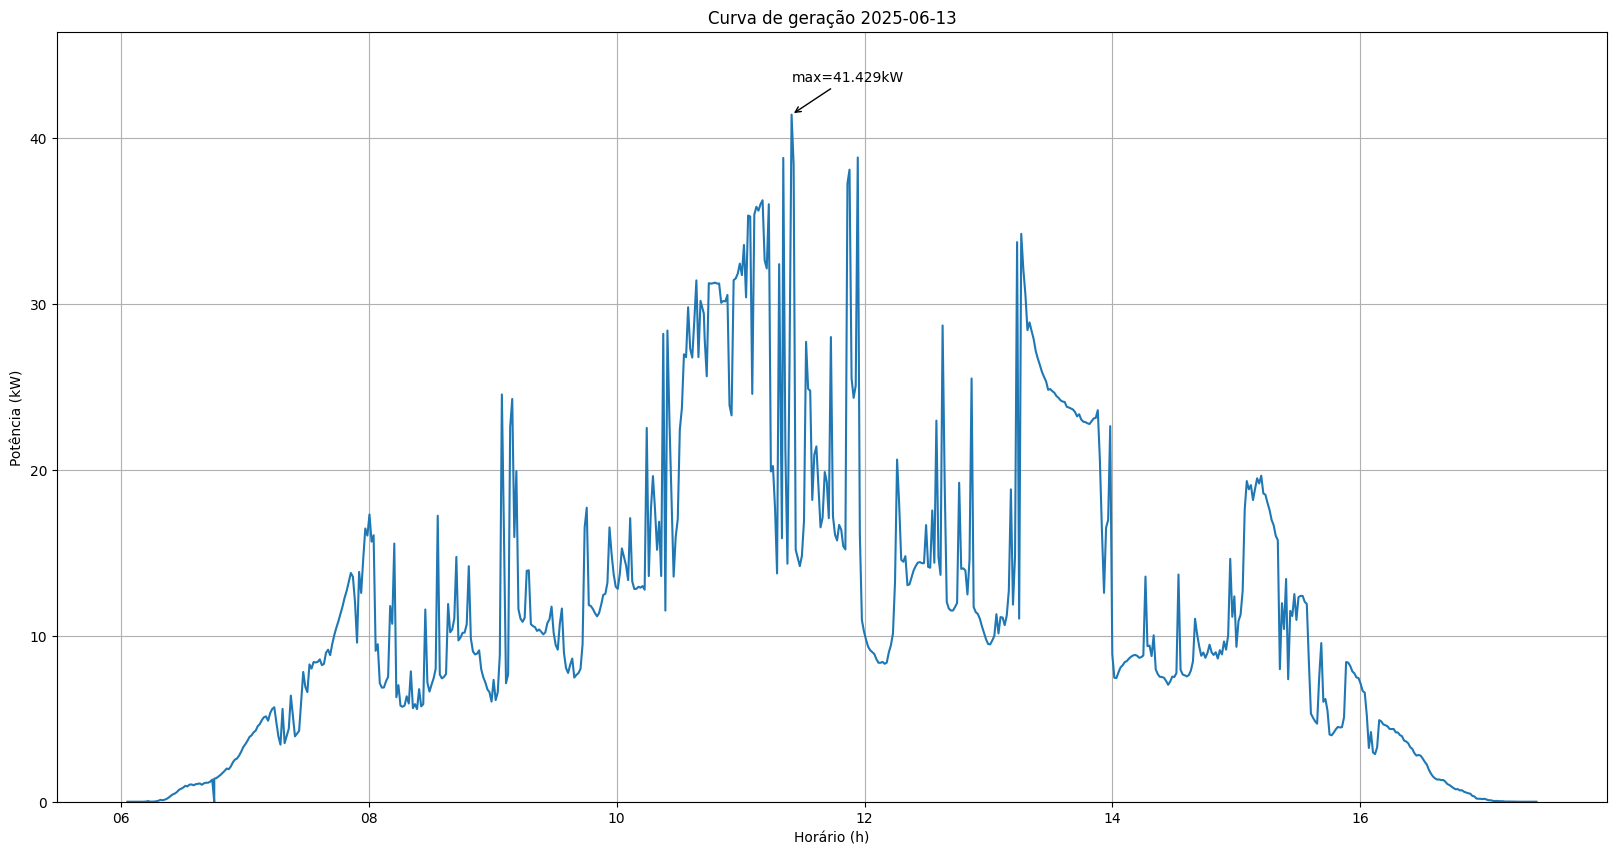 Curva de geração 2025-06-13
max=41.429kW
Potência (kW)
40
30
20
10
0
06 08 10 12 14 16
Horário (h)